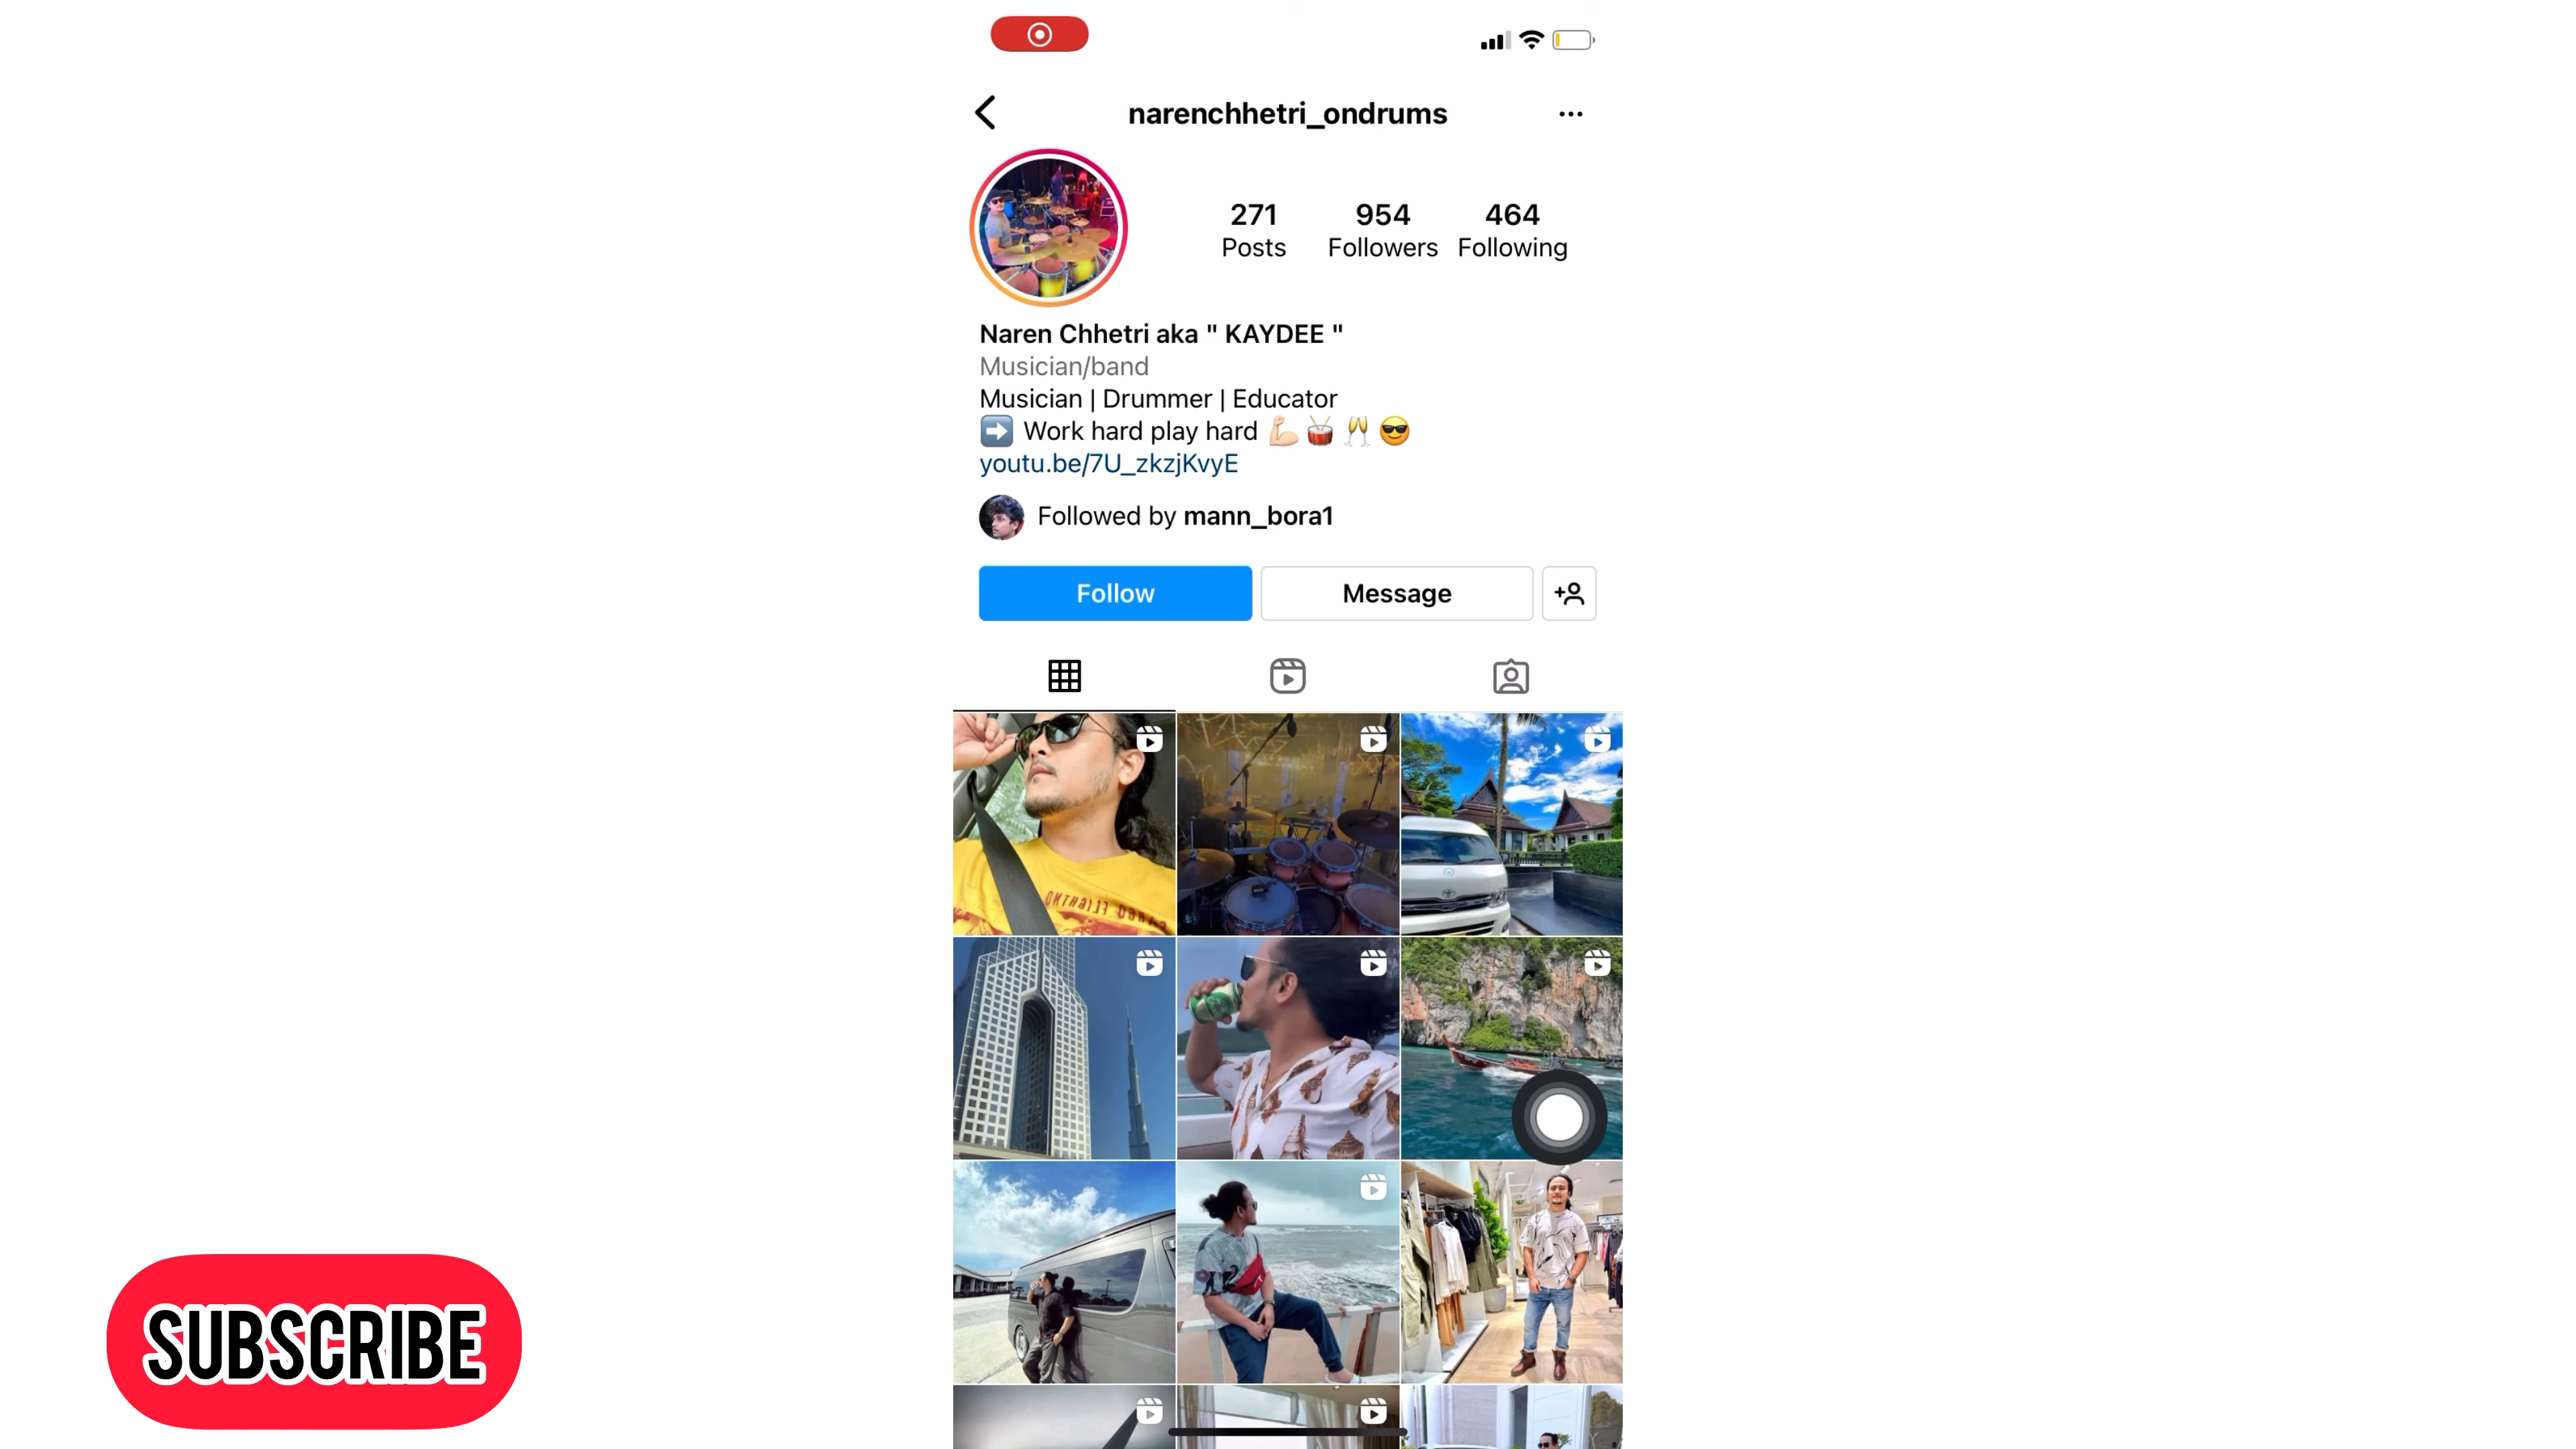 narenchhetri_ondrums
271
Posts
954
Followers
464
Following
Naren Chhetri aka " KAYDEE "
Musician/band
Musician | Drummer | Educator
➡️ Work hard play hard 💪🏻🥁🥂😎
youtu.be/7U_zkzjKvyE
Followed by mann_bora1
Follow
Message
SUBSCRIBE